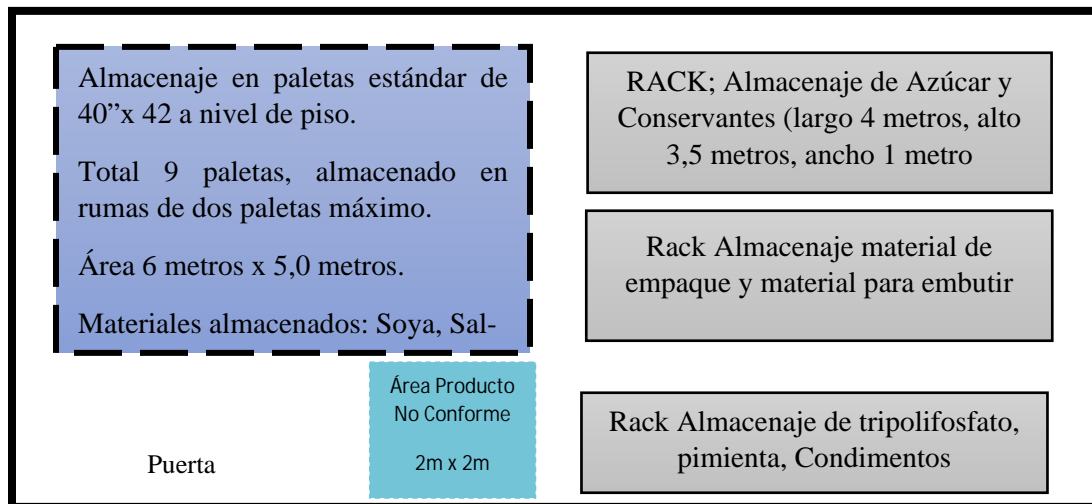 Almacenaje en paletas estándar de
40”x 42 a nivel de piso.
Total 9 paletas, almacenado en
rumas de dos paletas máximo.
Área 6 metros x 5,0 metros.
Materiales almacenados: Soya, Sal-
RACK; Almacenaje de Azúcar y
Conservantes (largo 4 metros, alto
3,5 metros, ancho 1 metro
Rack Almacenaje material de
empaque y material para embutir
Área Producto
No Conforme
2m x 2m
Puerta
Rack Almacenaje de tripolifosfato,
pimienta, Condimentos